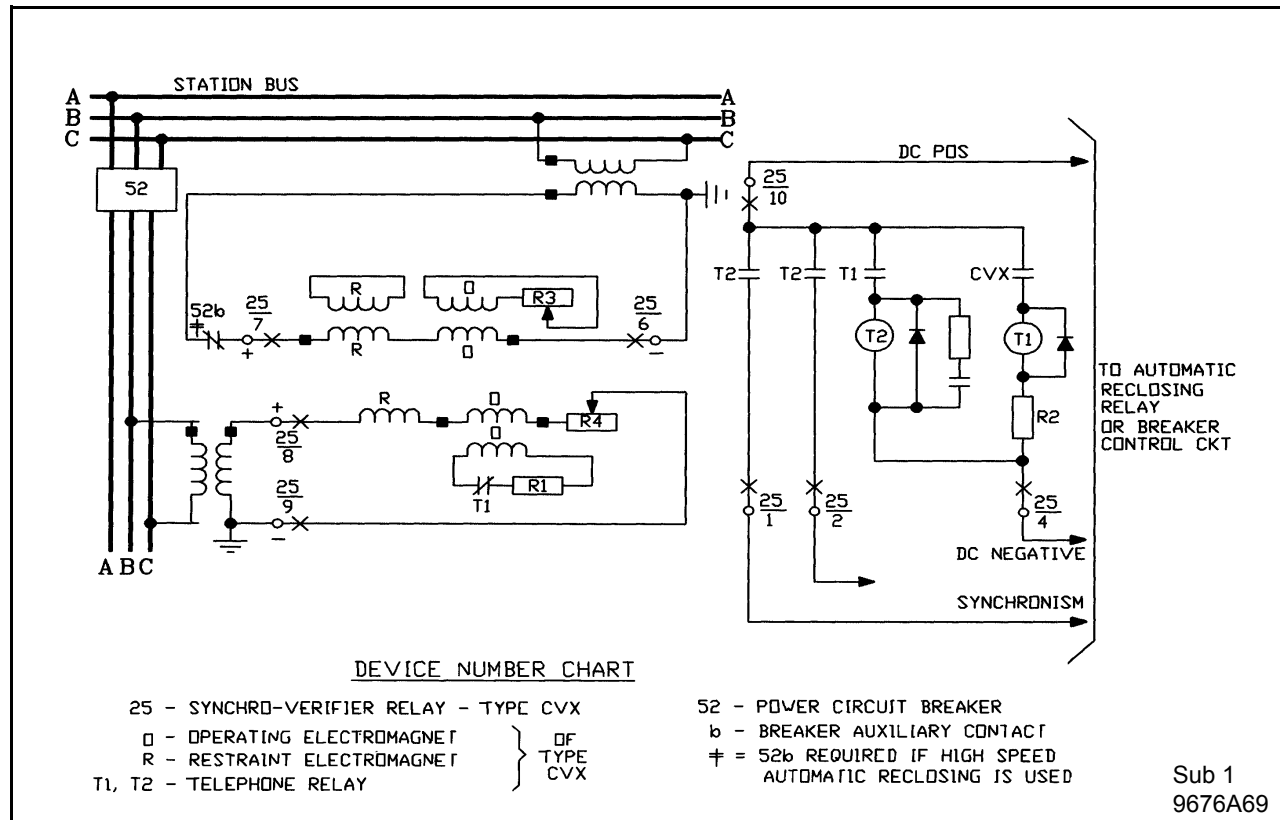 STATION BUS
A A
B B
C C
52
DC POS
25
10
T2 T2 T1 CVX
52b
ǂ
25
7
+
R
R
O
O
R3
25
6
−
T2
T1
R2
TO AUTOMATIC
RECLOSING
RELAY
OR BREAKER
CONTROL CKT
+
25
8
R
O
O
R4
T1
R1
25
9
−
25
1
25
2
25
4
A B C
DC NEGATIVE
SYNCHRONISM
DEVICE NUMBER CHART
25 - SYNCHRO-VERIFIER RELAY - TYPE CVX
O - OPERATING ELECTROMAGNET
R - RESTRAINT ELECTROMAGNET
T1, T2 - TELEPHONE RELAY
OF
TYPE
CVX
52 - POWER CIRCUIT BREAKER
b - BREAKER AUXILIARY CONTACT
ǂ = 52b REQUIRED IF HIGH SPEED
AUTOMATIC RECLOSING IS USED
Sub 1
9676A69